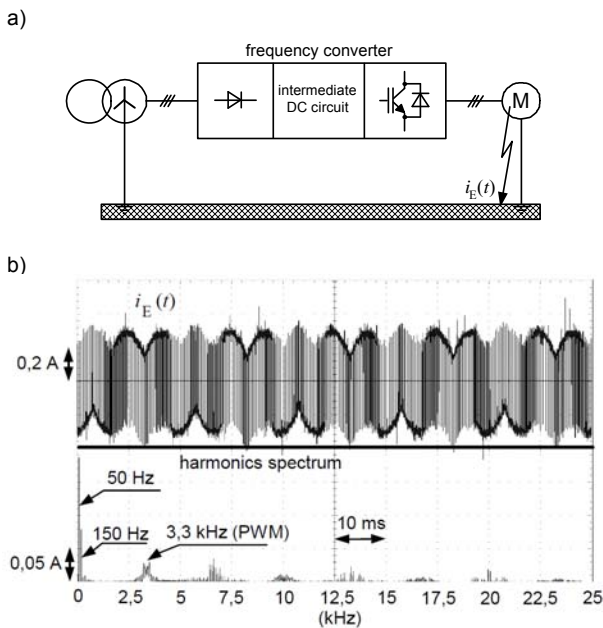 a)
frequency converter
intermediate
DC circuit
M
i_E(t)
b)
i_E(t)
0,2 A
harmonics spectrum
50 Hz
150 Hz
3,3 kHz (PWM)
10 ms
0,05 A
0 2,5 5 7,5 10 12,5 15 17,5 20 22,5 25
(kHz)